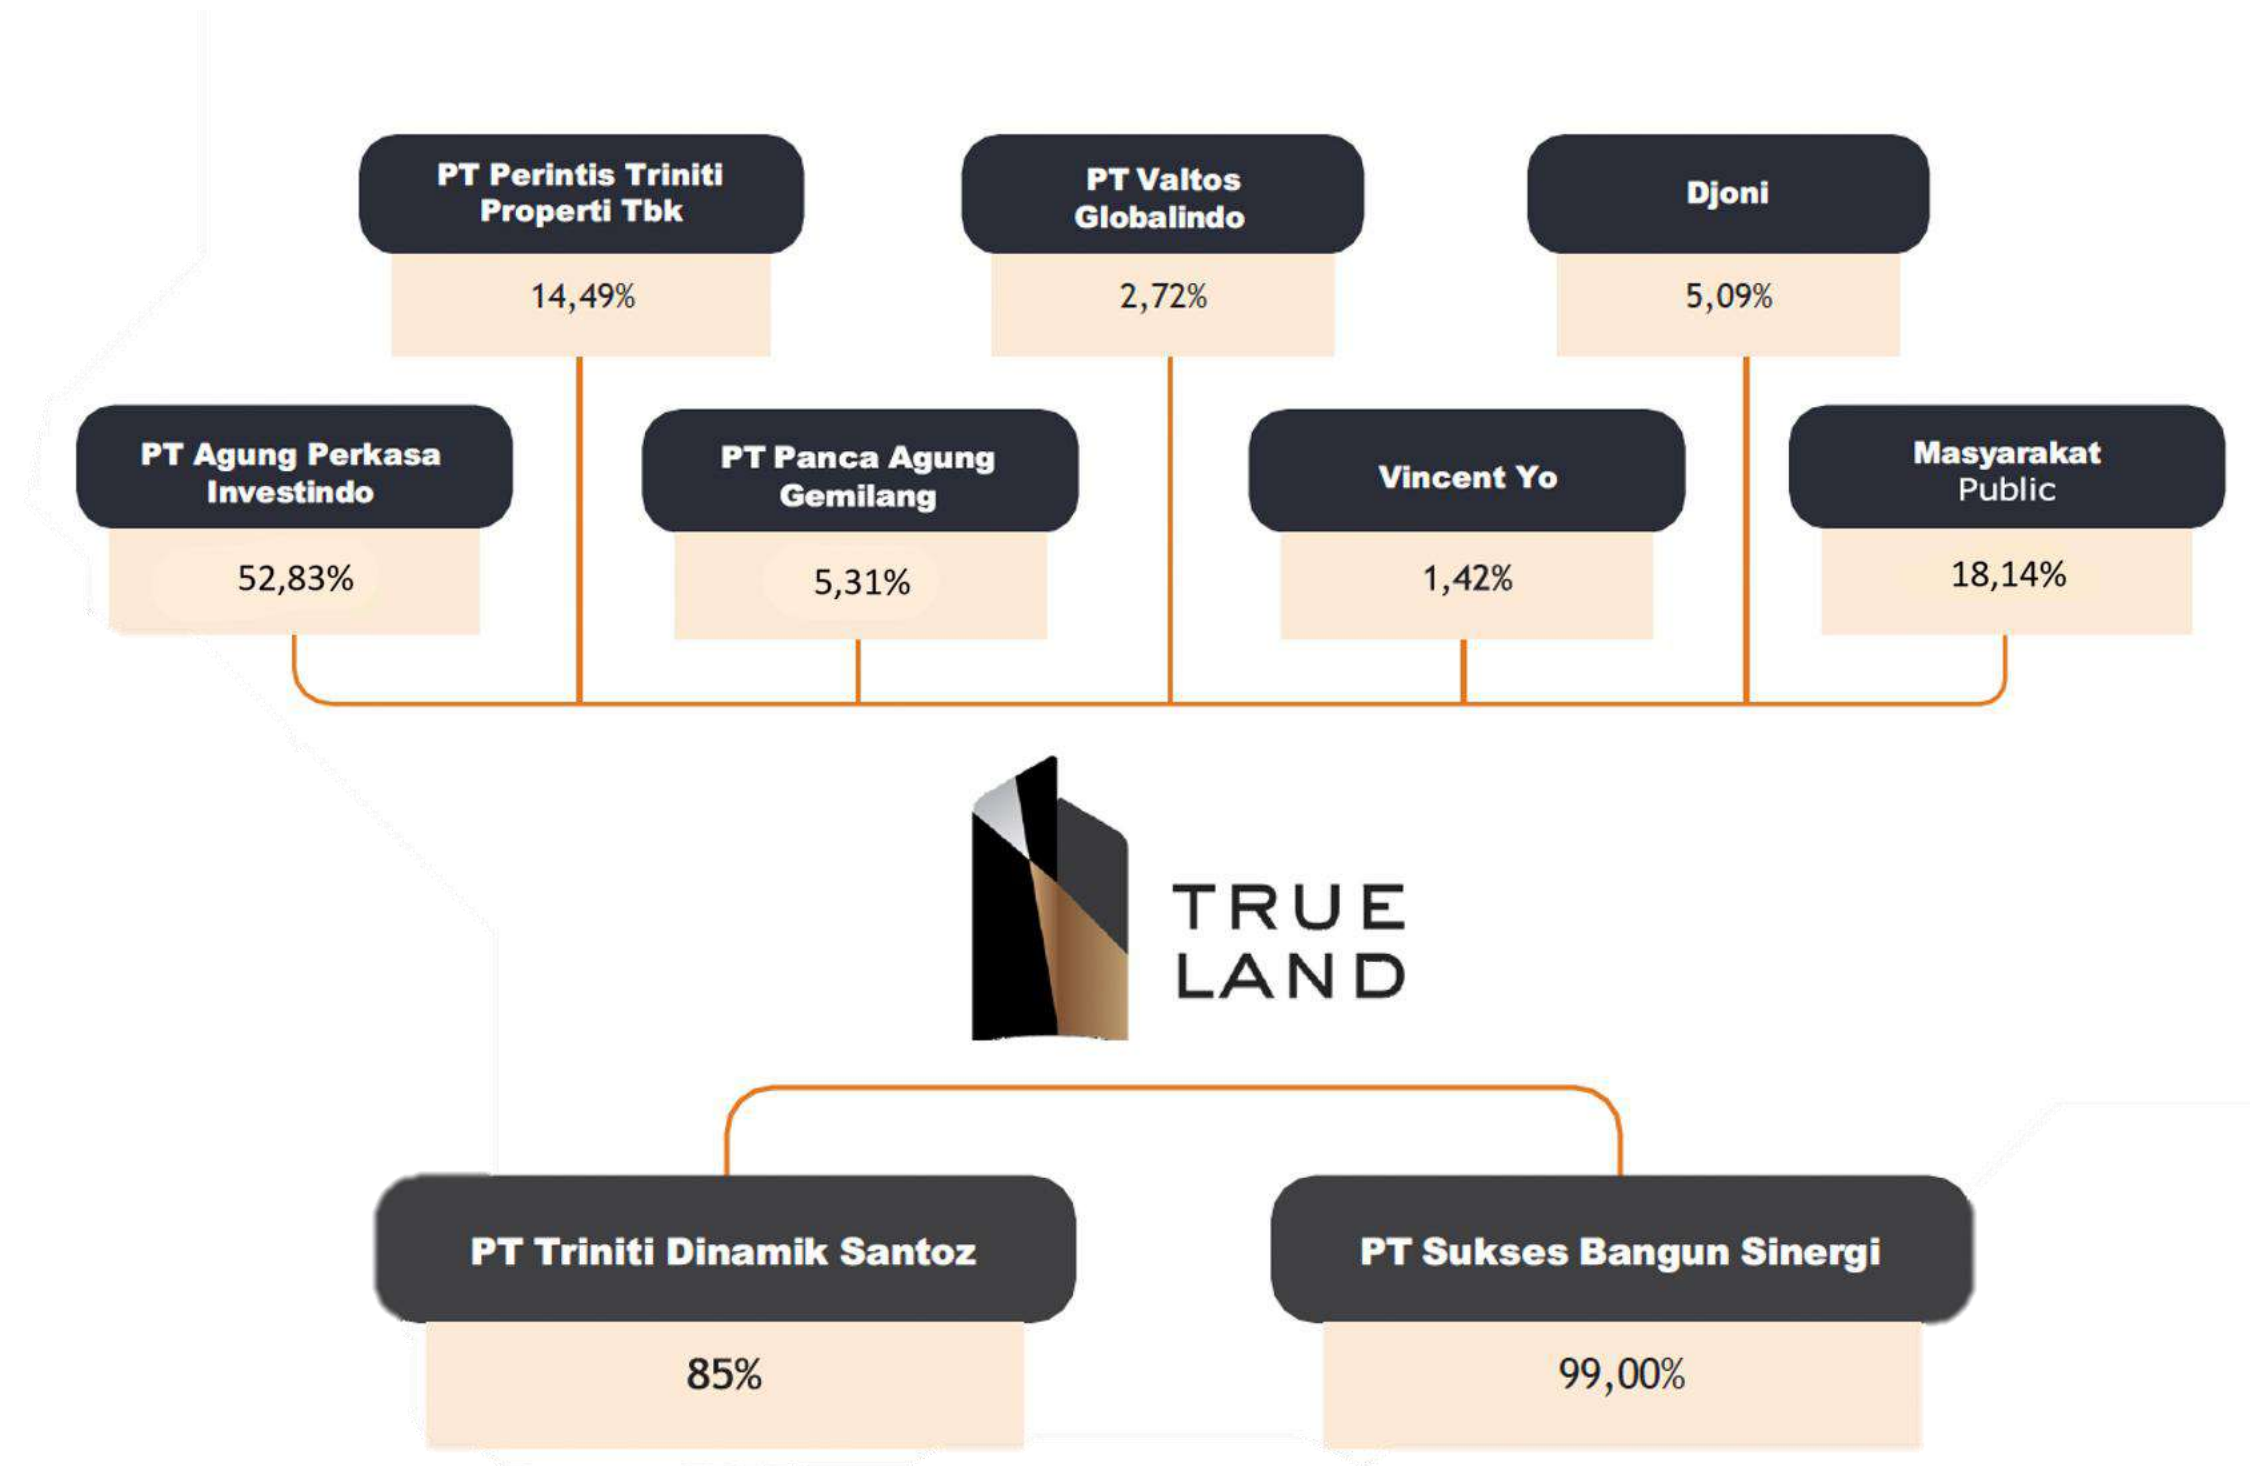 PT Perintis Triniti
Properti Tbk
14,49%
PT Valtos
Globalindo
2,72%
Djoni
5,09%
PT Agung Perkasa
Investindo
52,83%
PT Panca Agung
Gemilang
5,31%
Vincent Yo
1,42%
Masyarakat
Public
18,14%
TRUE
LAND
PT Triniti Dinamik Santoz
85%
PT Sukses Bangun Sinergi
99,00%